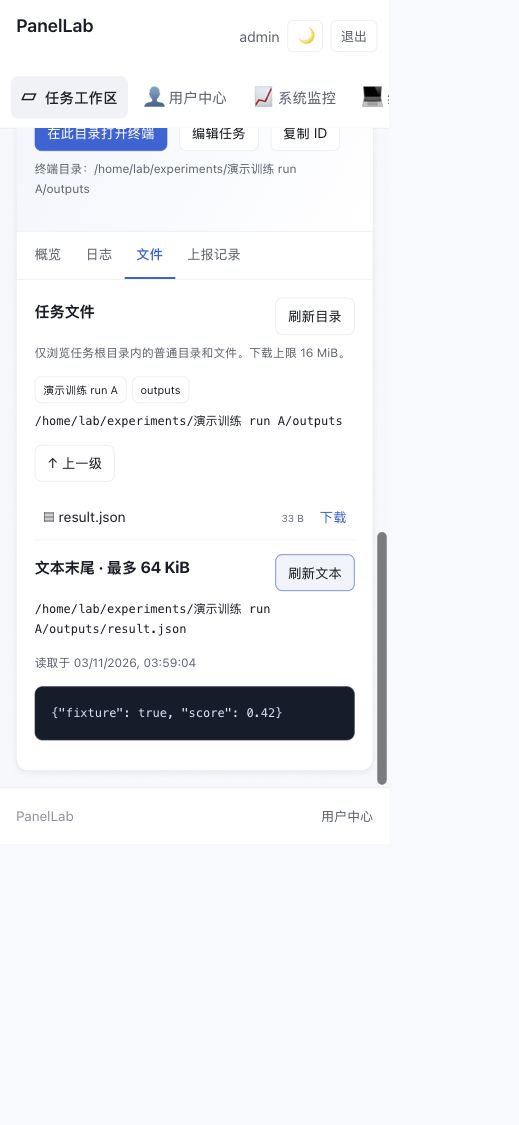 PanelLab
admin 退出
任务工作区 用户中心 系统监控
在此目录打开终端 编辑任务 复制 ID
终端目录：/home/lab/experiments/演示训练 run
A/outputs
概览 日志 文件 上报记录
任务文件 刷新目录
仅浏览任务根目录内的普通目录和文件。下载上限 16 MiB。
演示训练 run A outputs
/home/lab/experiments/演示训练 run A/outputs
↑ 上一级
result.json 33 B 下载
文本末尾 · 最多 64 KiB 刷新文本
/home/lab/experiments/演示训练 run
A/outputs/result.json
读取于 03/11/2026, 03:59:04
{"fixture": true, "score": 0.42}
PanelLab 用户中心